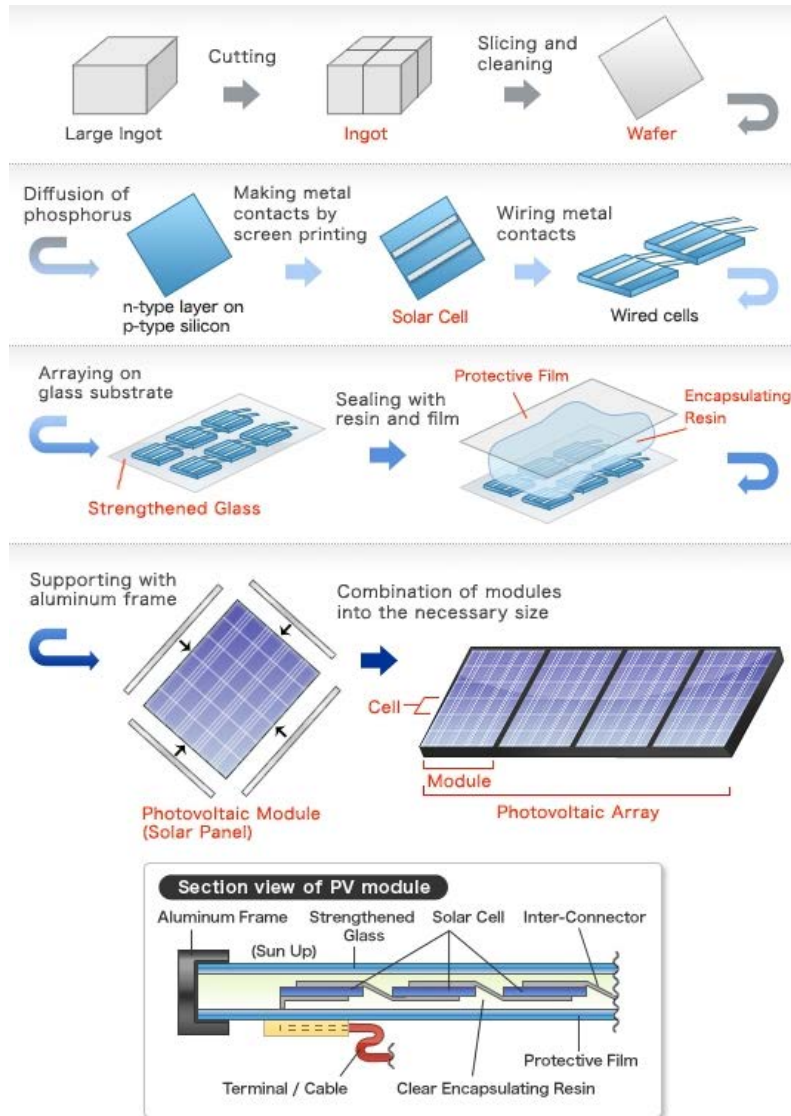 Cutting
Slicing and
cleaning
Large Ingot
Ingot
Wafer
Diffusion of
phosphorus
Making metal
contacts by
screen printing
Wiring metal
contacts
n-type layer on
p-type silicon
Solar Cell
Wired cells
Arraying on
glass substrate
Sealing with
resin and film
Protective Film
Encapsulating
Resin
Strengthened Glass
Supporting with
aluminum frame
Combination of modules
into the necessary size
Cell
Module
Photovoltaic Module
(Solar Panel)
Photovoltaic Array
Section view of PV module
Aluminum Frame
Strengthened
Glass
Solar Cell
Inter-Connector
(Sun Up)
Protective Film
Terminal / Cable
Clear Encapsulating Resin